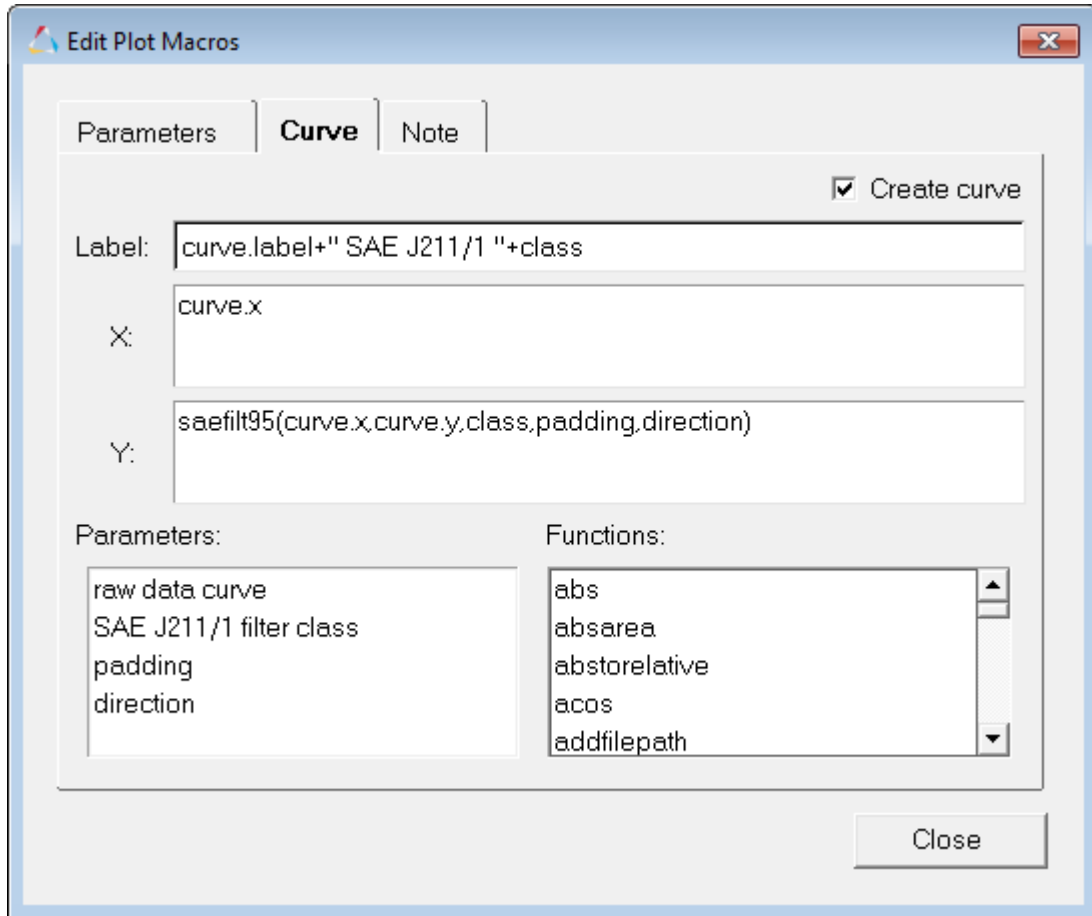 Edit Plot Macros
Parameters Curve Note
Create curve
Label: curve.label+" SAE J211/1 "+class
X: curve.x
Y: saefilt95(curve.x,curve.y,class,padding,direction)
Parameters: Functions:
raw data curve abs
SAE J211/1 filter class absarea
padding abstorelative
direction acos
addfilepath
Close